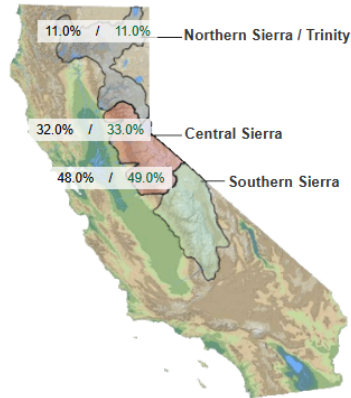 11.0% / 11.0% Northern Sierra / Trinity
32.0% / 33.0% Central Sierra
48.0% / 49.0% Southern Sierra